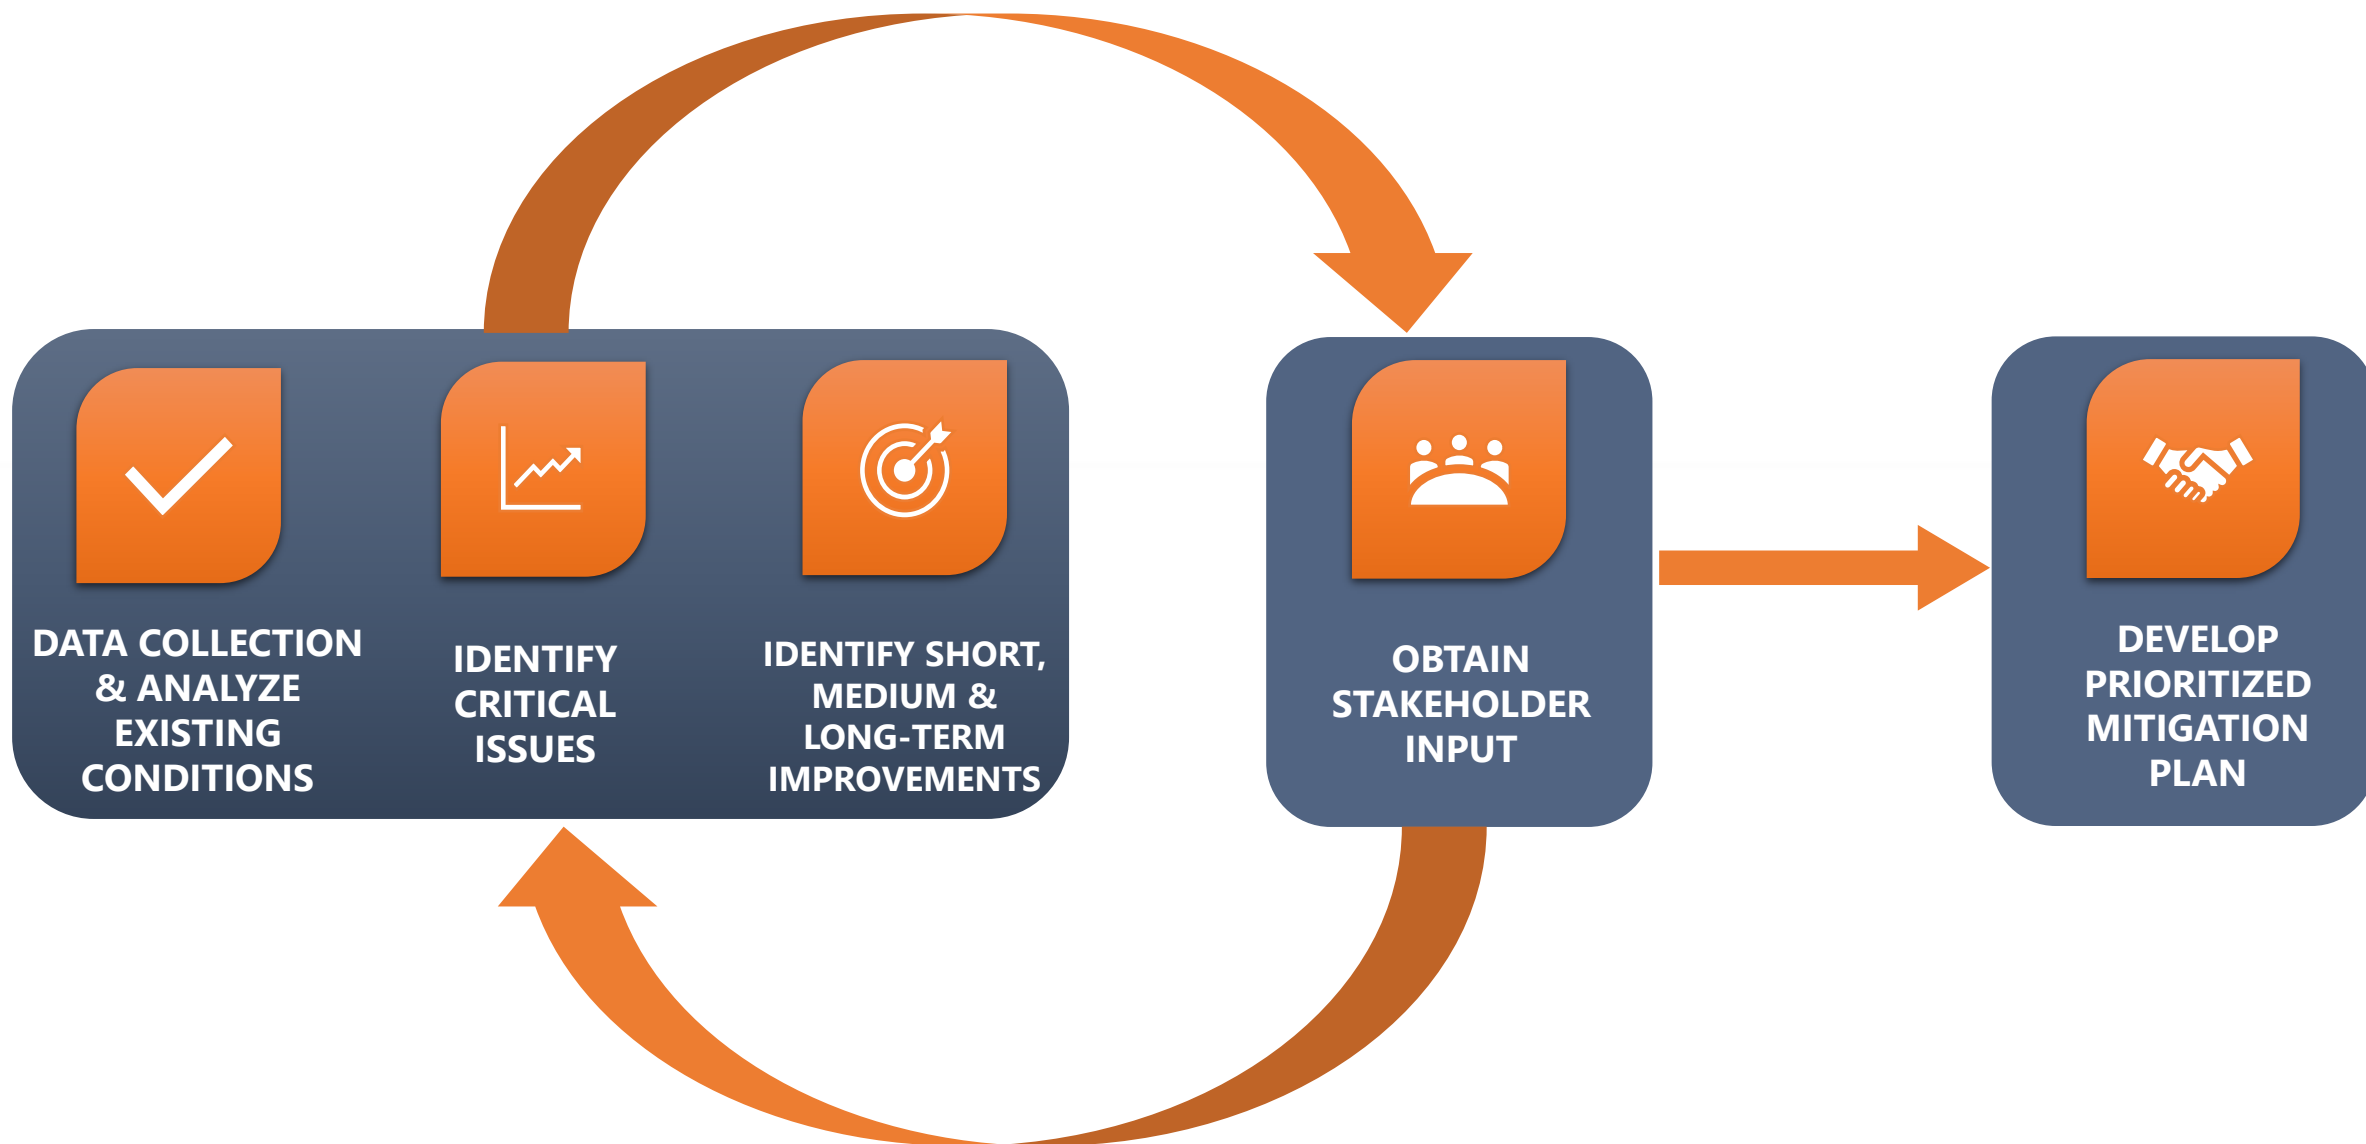 DATA COLLECTION
& ANALYZE
EXISTING
CONDITIONS
IDENTIFY
CRITICAL
ISSUES
IDENTIFY SHORT,
MEDIUM &
LONG-TERM
IMPROVEMENTS
OBTAIN
STAKEHOLDER
INPUT
DEVELOP
PRIORITIZED
MITIGATION
PLAN